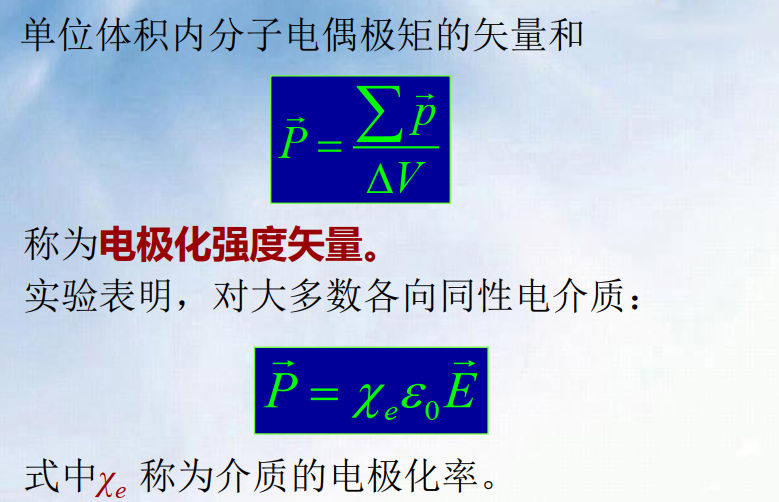 单位体积内分子电偶极矩的矢量和
$\vec{P} = \frac{\sum \vec{p}}{\Delta V}$
称为电极化强度矢量。
实验表明，对大多数各向同性电介质：
$\vec{P} = \chi_e \varepsilon_0 \vec{E}$
式中$\chi_e$ 称为介质的电极化率。